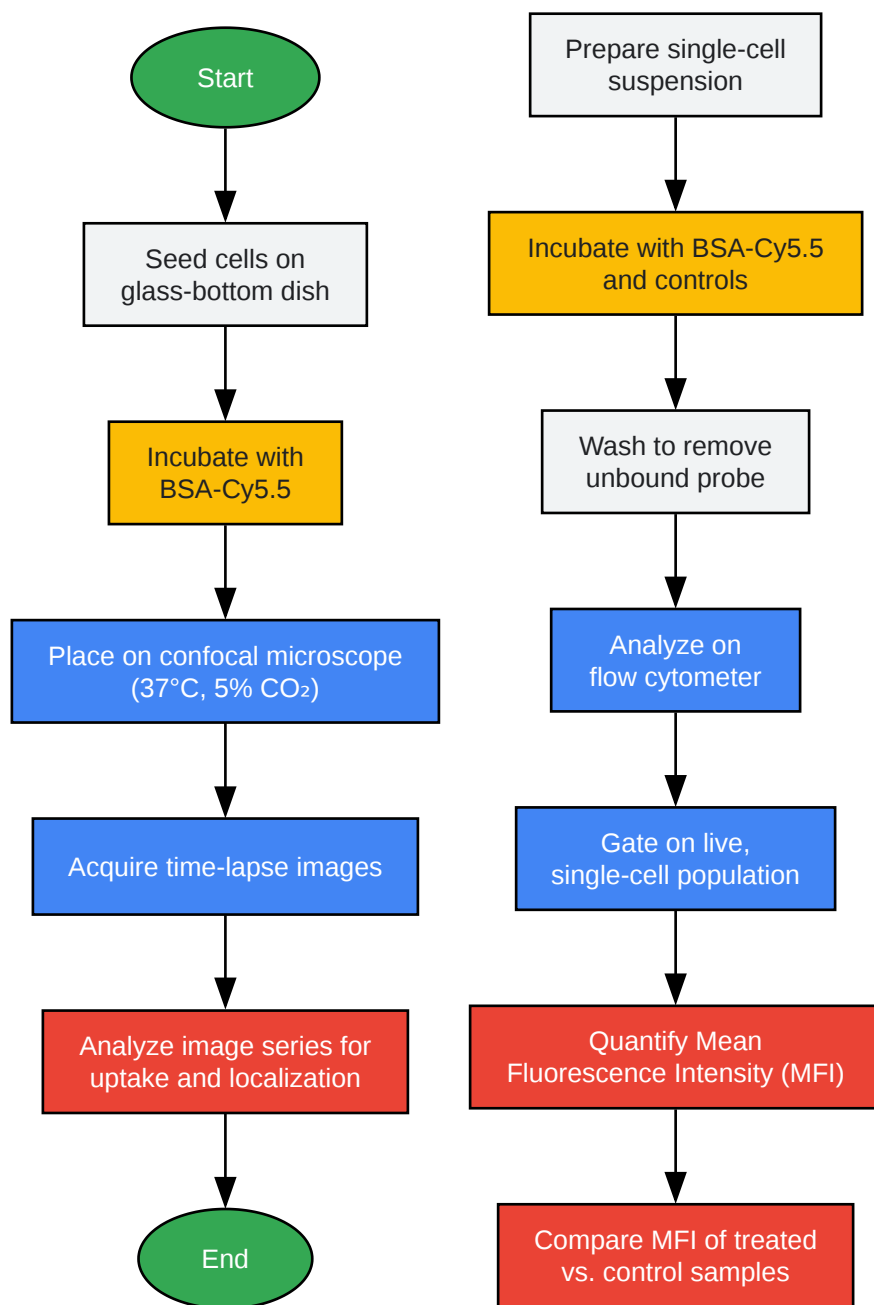 Start
Seed cells on
glass-bottom dish
Incubate with
BSA-Cy5.5
Place on confocal microscope
(37°C, 5% CO₂)
Acquire time-lapse images
Analyze image series for
uptake and localization
End
Prepare single-cell
suspension
Incubate with BSA-Cy5.5
and controls
Wash to remove
unbound probe
Analyze on
flow cytometer
Gate on live,
single-cell population
Quantify Mean
Fluorescence Intensity (MFI)
Compare MFI of treated
vs. control samples